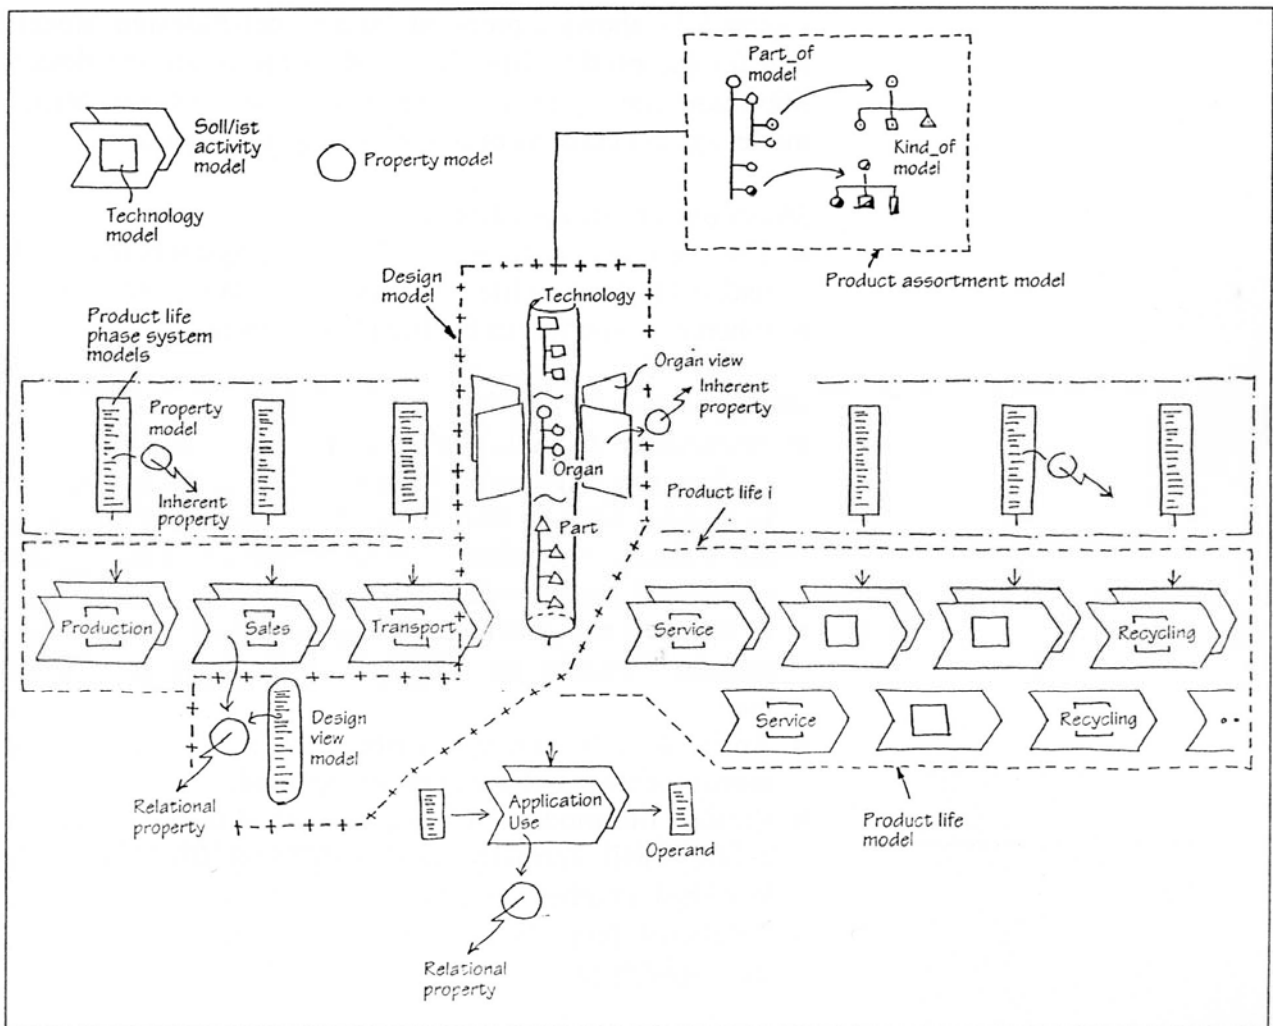 Part_of
model
Kind_of
model
Product assortment model
Soll/ist
activity
model
Technology
model
Property model
Design
model
Technology
Organ view
Inherent
property
Organ
Part
Product life
phase system
models
Property
model
Inherent
property
Product life i
Production
Sales
Transport
Service
Recycling
Service
Recycling
Design
view
model
Relational
property
Application
Use
Operand
Product life
model
Relational
property